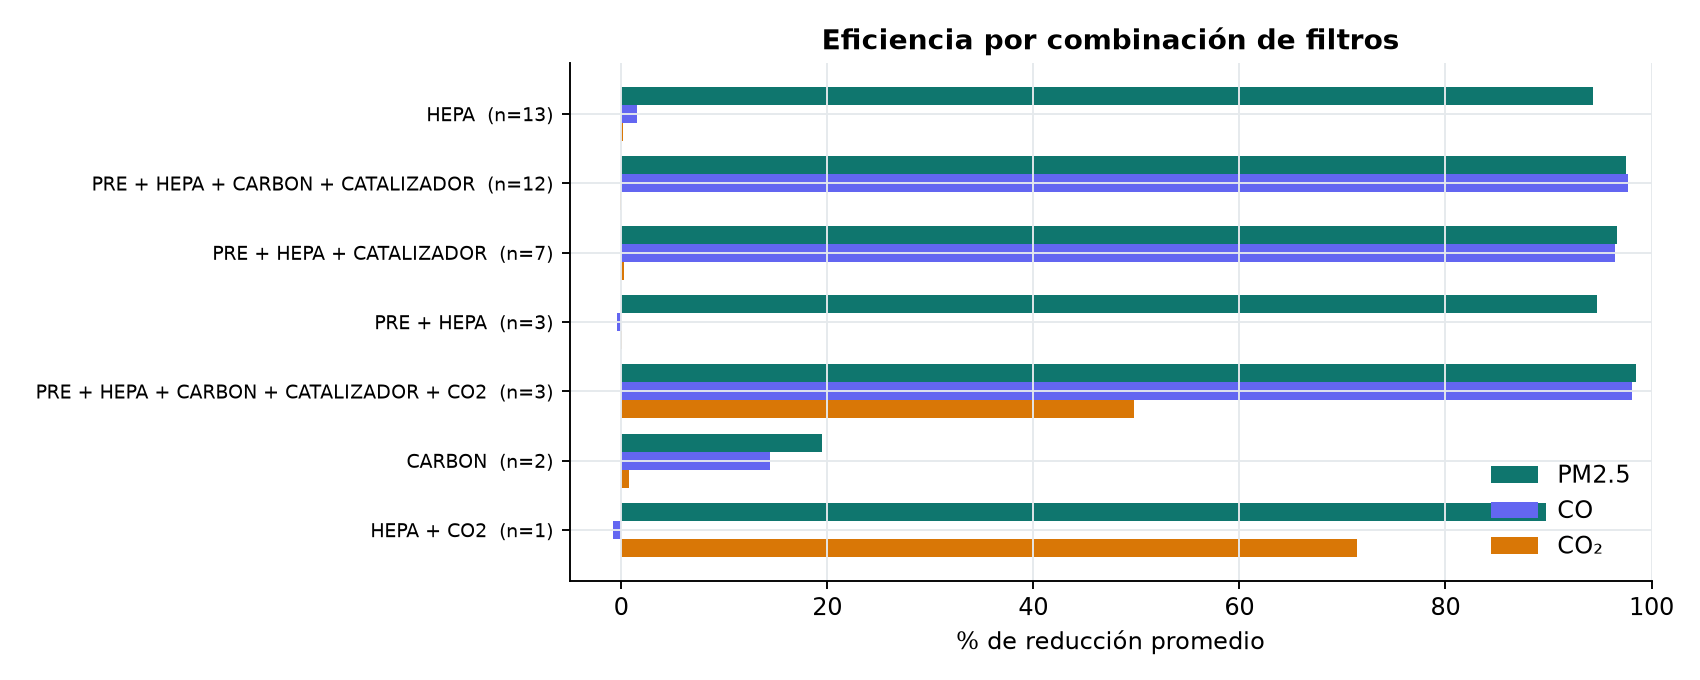 Eficiencia por combinación de filtros
HEPA (n=13)
PRE + HEPA + CARBON + CATALIZADOR (n=12)
PRE + HEPA + CATALIZADOR (n=7)
PRE + HEPA (n=3)
PRE + HEPA + CARBON + CATALIZADOR + CO2 (n=3)
CARBON (n=2)
HEPA + CO2 (n=1)
PM2.5
CO
CO₂
0 20 40 60 80 100
% de reducción promedio